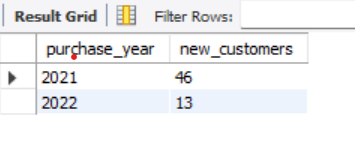 Result Grid Filter Rows:
purchase_year new_customers
2021 46
2022 13